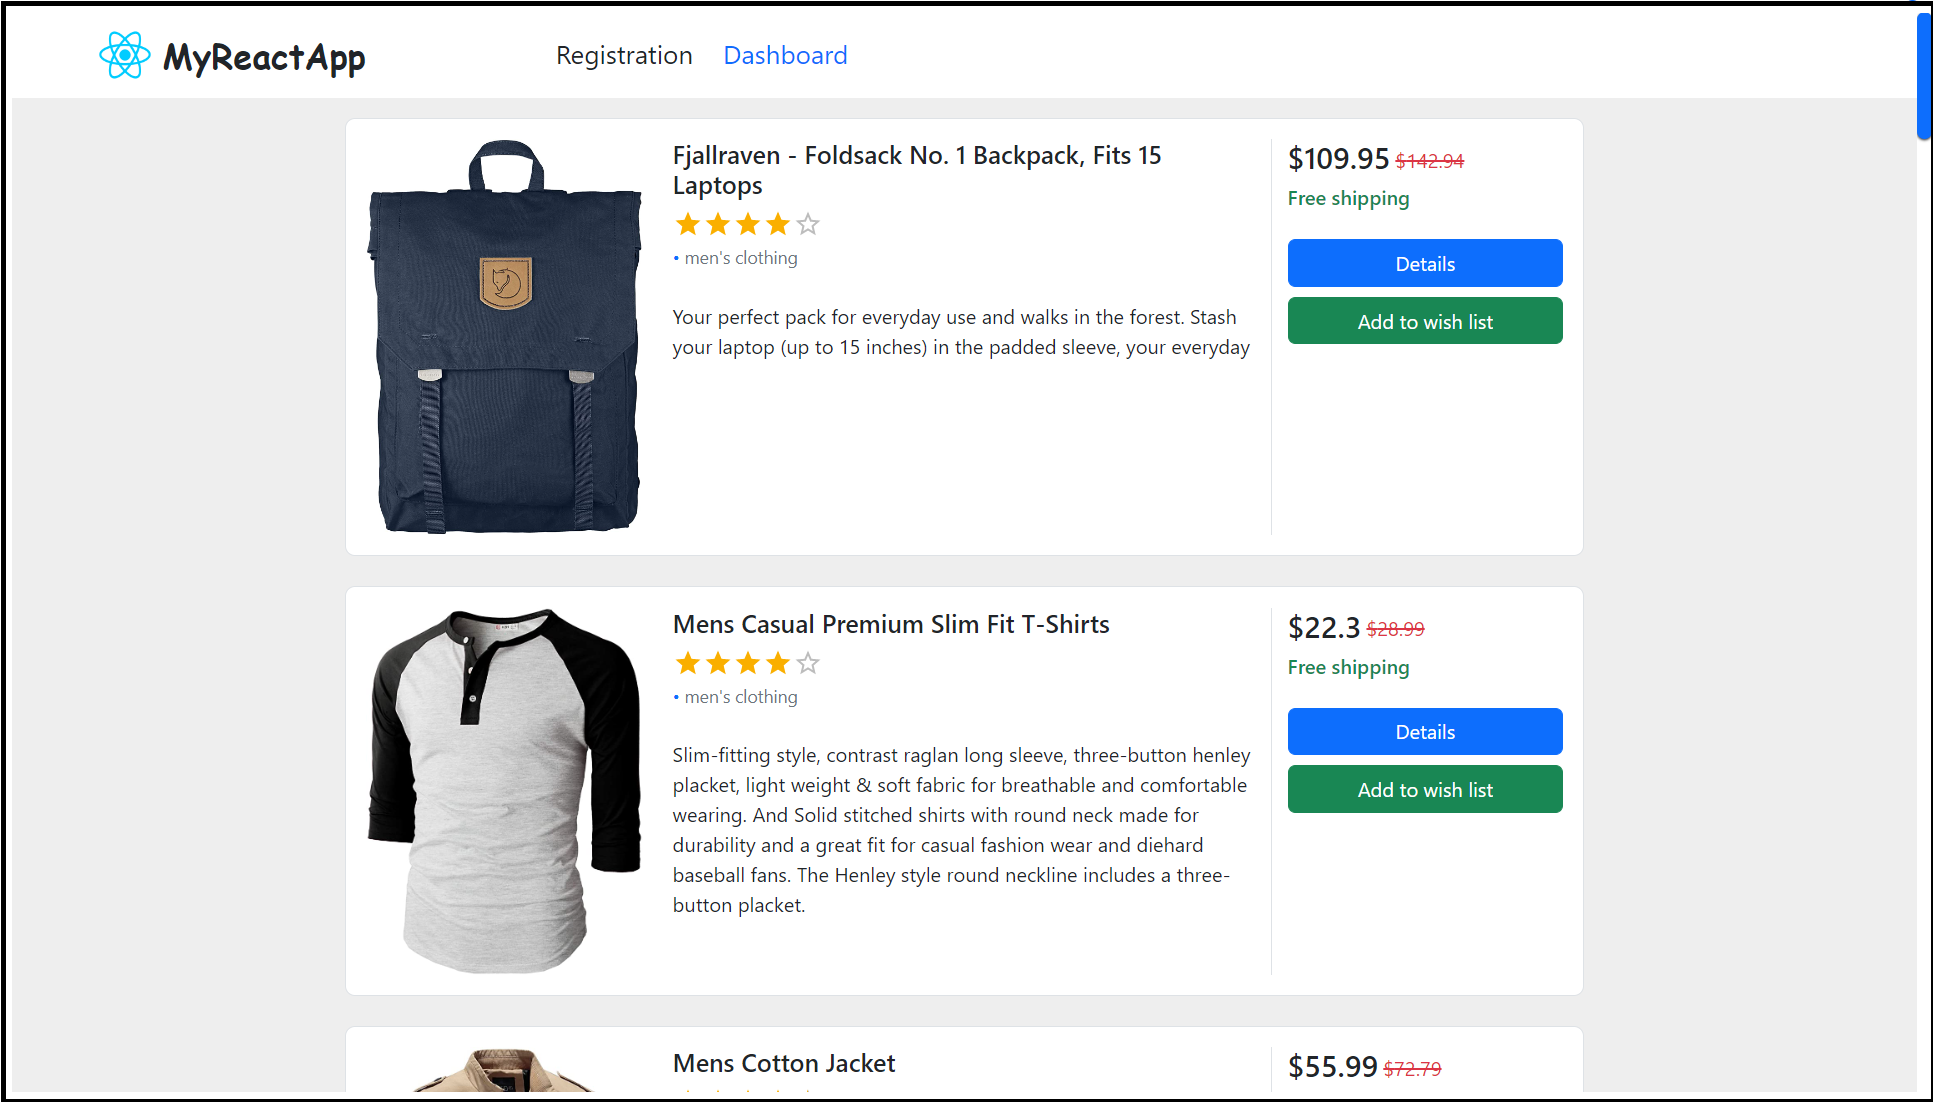 MyReactApp
Registration
Dashboard
Fjallraven - Foldsack No. 1 Backpack, Fits 15
Laptops
• men's clothing
Your perfect pack for everyday use and walks in the forest. Stash
your laptop (up to 15 inches) in the padded sleeve, your everyday
$109.95 $142.94
Free shipping
Details
Add to wish list
Mens Casual Premium Slim Fit T-Shirts
• men's clothing
Slim-fitting style, contrast raglan long sleeve, three-button henley
placket, light weight & soft fabric for breathable and comfortable
wearing. And Solid stitched shirts with round neck made for
durability and a great fit for casual fashion wear and diehard
baseball fans. The Henley style round neckline includes a three-
button placket.
$22.3 $28.99
Free shipping
Details
Add to wish list
Mens Cotton Jacket
$55.99 $72.79